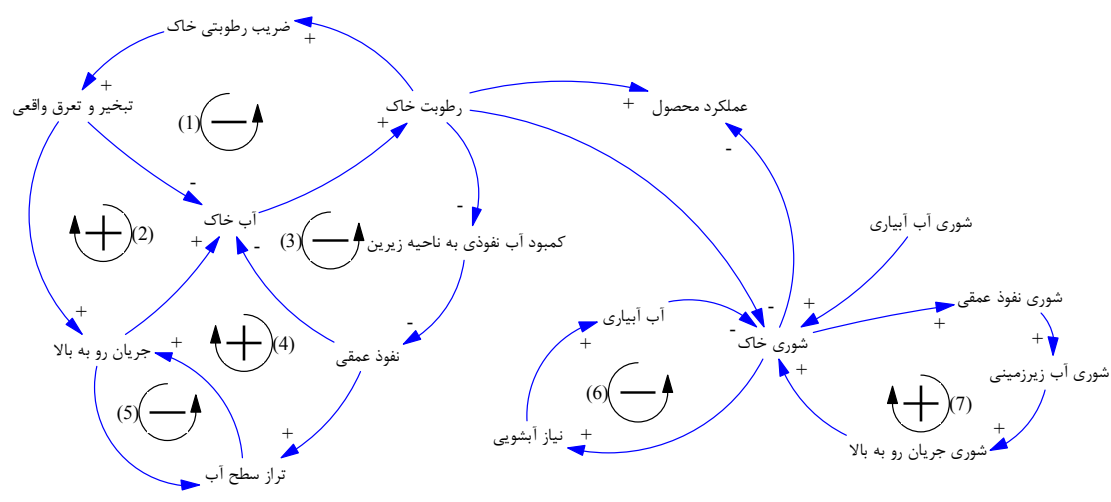 ضریب رطوبتی خاک
+
+
+
تبخیر و تعرق واقعی
رطوبت خاک
عملکرد محصول
+
+
(1)
-
-
-
آب خاک
شوری آب آبیاری
(2)
+
-
(3)
کمبود آب نفوذی به ناحیه زیرین
+
-
-
+
شوری نفوذ عمقی
آب آبیاری
-
+
+
جریان رو به بالا
+
(4)
نفوذ عمقی
+
شوری خاک
+
+
شوری آب زیرزمینی
(5)
(6)
(7)
+
نیاز آبشویی
+
+
شوری جریان رو به بالا
تراز سطح آب